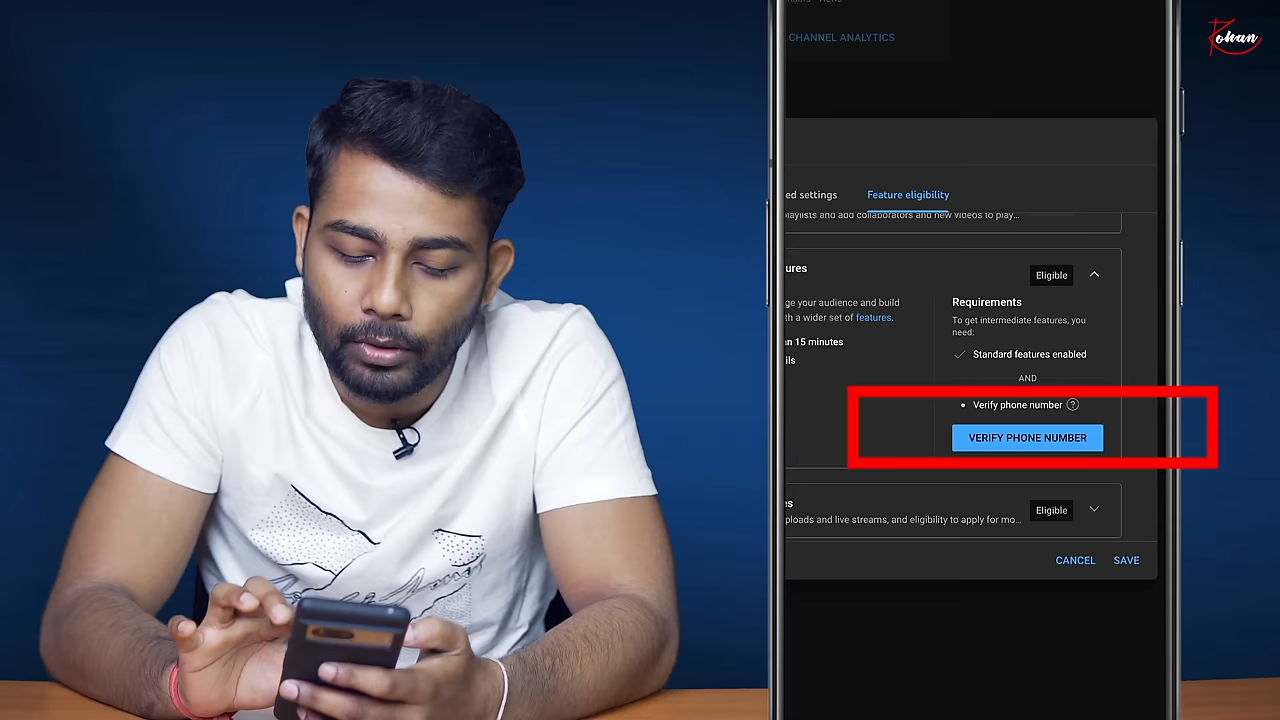 CHANNEL ANALYTICS
Rohan
ed settings
Feature eligibility
playlists and add collaborators and new videos to play...
ures
Eligible
ge your audience and build
th a wider set of features.
Requirements
To get intermediate features, you
need:
an 15 minutes
ils
Standard features enabled
AND
• Verify phone number ?
VERIFY PHONE NUMBER
es
Eligible
ploads and live streams, and eligibility to apply for mo...
CANCEL
SAVE